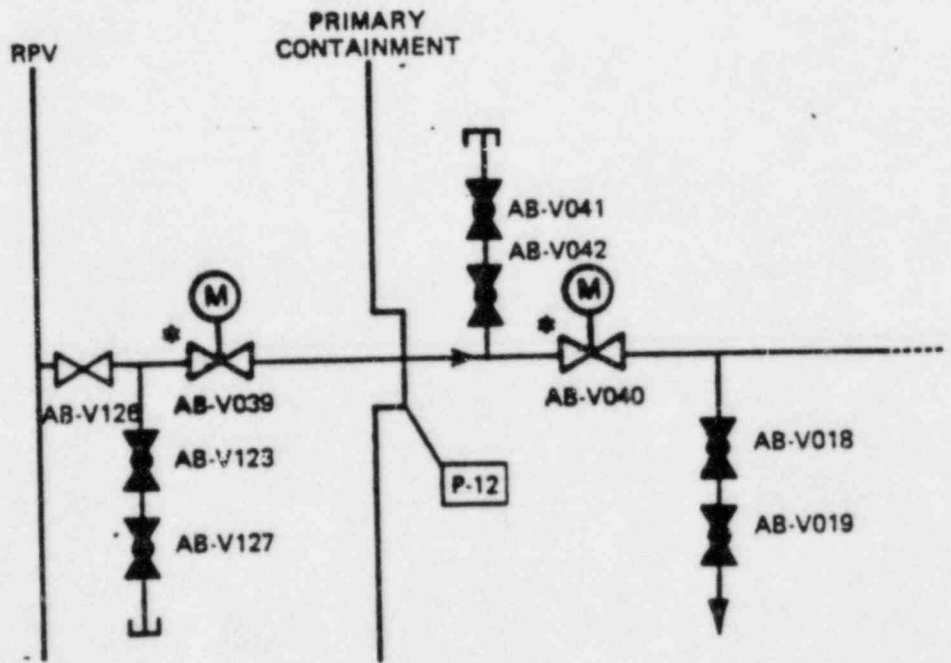 PRIMARY
CONTAINMENT
RPV
AB-V041
AB-V042
M
M
*
*
AB-V126
AB-V039
AB-V040
AB-V123
AB-V018
P-12
AB-V127
AB-V019